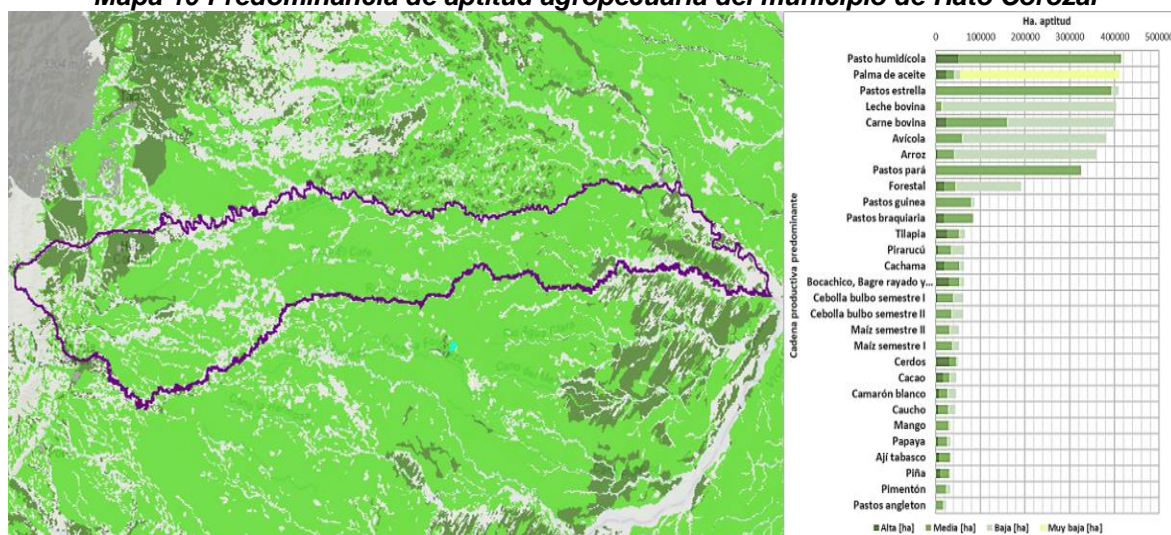 Mapa 10 Predominancia de aptitud agropecuaria del municipio de Hato Corozal
Ha. aptitud
0 100000 200000 300000 400000 500000
Cadena productiva predominante
Pasto humidícola
Palma de aceite
Pastos estrella
Leche bovina
Carne bovina
Avícola
Arroz
Pastos pará
Forestal
Pastos guinea
Pastos braquiaria
Tilapia
Pirarucú
Cachama
Bocachico, Bagre rayado y...
Cebolla bulbo semestre I
Cebolla bulbo semestre II
Maíz semestre II
Maíz semestre I
Cerdos
Cacao
Camarón blanco
Caucho
Mango
Papaya
Ají tabasco
Piña
Pimentón
Pastos angleton
Alta [ha] Media [ha] Baja [ha] Muy baja [ha]